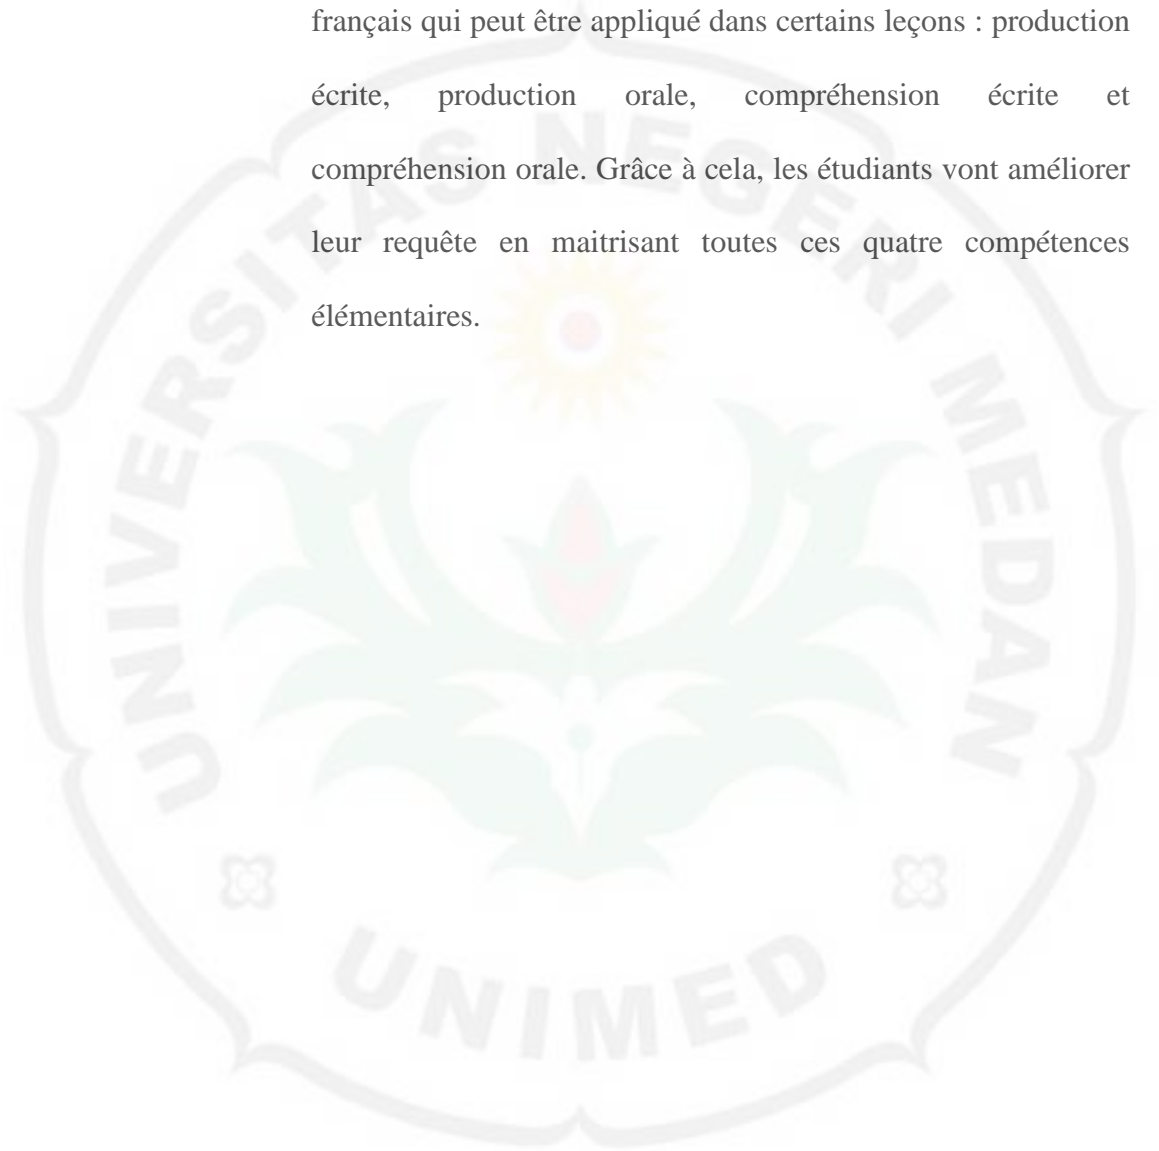 français qui peut être appliqué dans certains leçons : production
écrite, production orale, compréhension écrite et
compréhension orale. Grâce à cela, les étudiants vont améliorer
leur requête en maitrisant toutes ces quatre compétences
élémentaires.
UNIVERSITAS NEGERI MEDAN
UNIMED